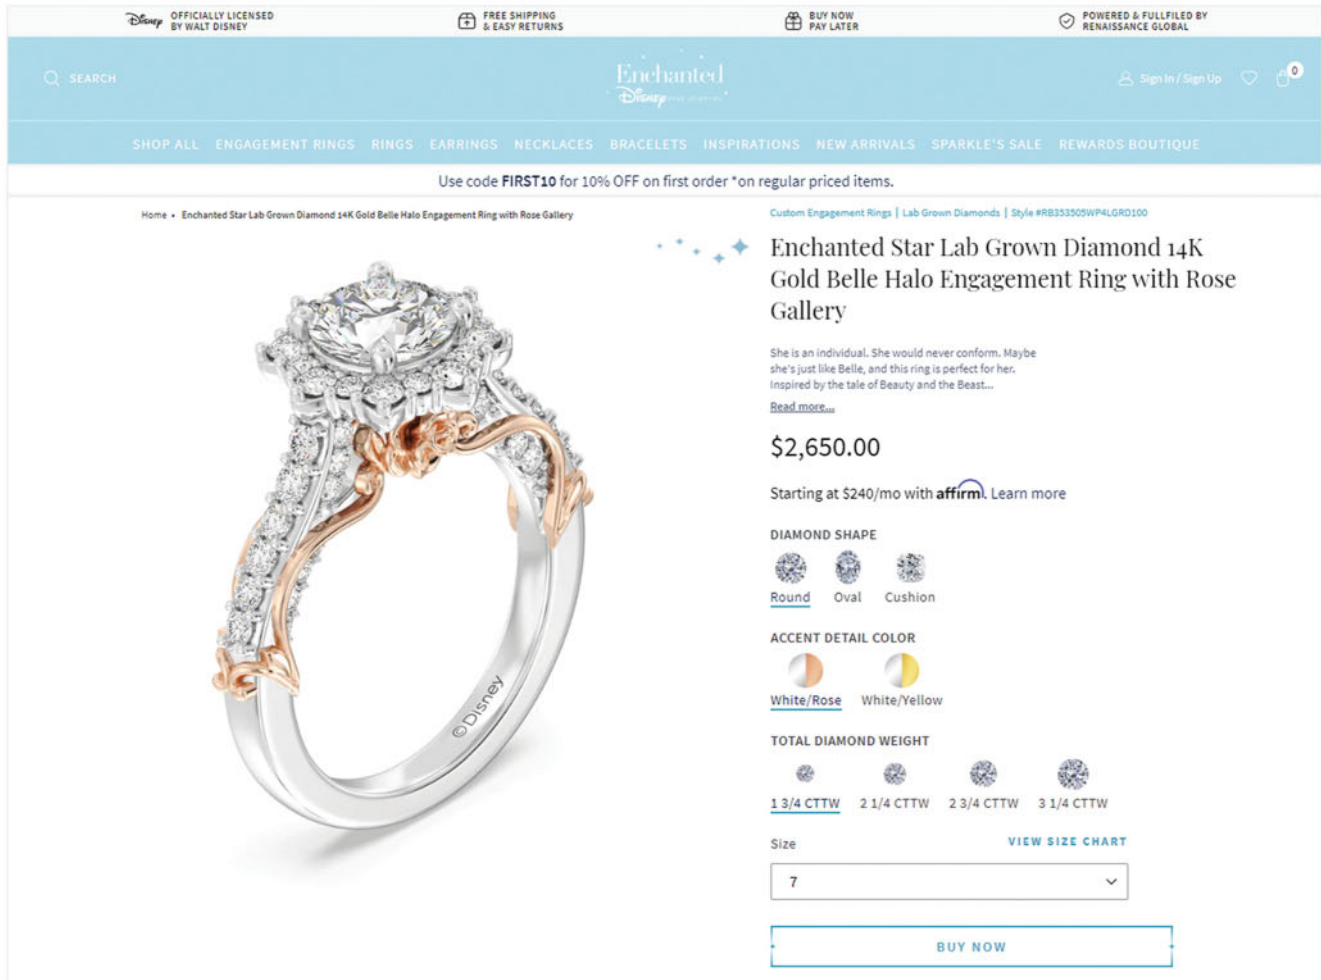 Disney OFFICIALLY LICENSED
BY WALT DISNEY
FREE SHIPPING
& EASY RETURNS
BUY NOW
PAY LATER
POWERED & FULLFILED BY
RENAISSANCE GLOBAL
SEARCH
Enchanted
Disney
Sign In / Sign Up
0
SHOP ALL ENGAGEMENT RINGS RINGS EARRINGS NECKLACES BRACELETS INSPIRATIONS NEW ARRIVALS SPARKLE'S SALE REWARDS BOUTIQUE
Use code FIRST10 for 10% OFF on first order *on regular priced items.
Home • Enchanted Star Lab Grown Diamond 14K Gold Belle Halo Engagement Ring with Rose Gallery
©Disney
Custom Engagement Rings | Lab Grown Diamonds | Style #RB353505WP4LGRD100
Enchanted Star Lab Grown Diamond 14K
Gold Belle Halo Engagement Ring with Rose
Gallery
She is an individual. She would never conform. Maybe
she's just like Belle, and this ring is perfect for her.
Inspired by the tale of Beauty and the Beast...
Read more...
$2,650.00
Starting at $240/mo with affirm. Learn more
DIAMOND SHAPE
Round Oval Cushion
ACCENT DETAIL COLOR
White/Rose White/Yellow
TOTAL DIAMOND WEIGHT
1 3/4 CTTW 2 1/4 CTTW 2 3/4 CTTW 3 1/4 CTTW
Size VIEW SIZE CHART
7
BUY NOW